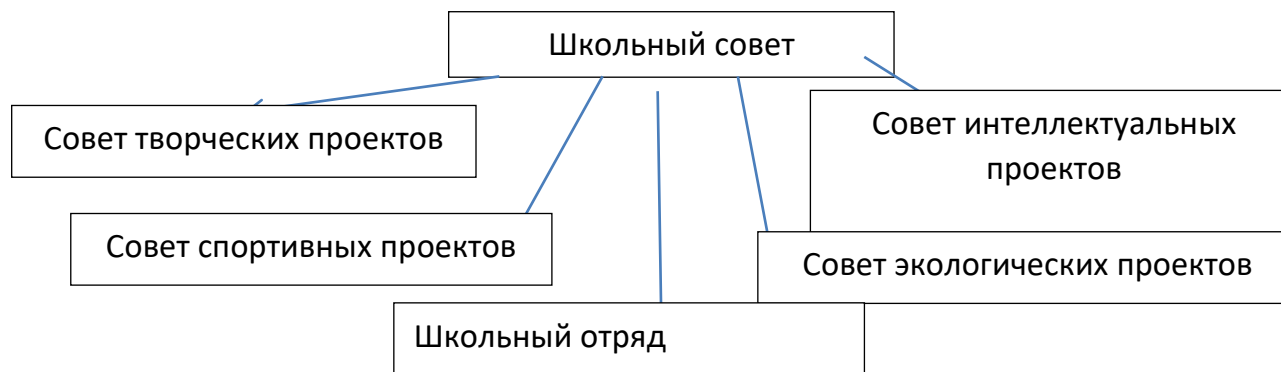 Школьный совет
Совет творческих проектов
Совет интеллектуальных
проектов
Совет спортивных проектов
Совет экологических проектов
Школьный отряд